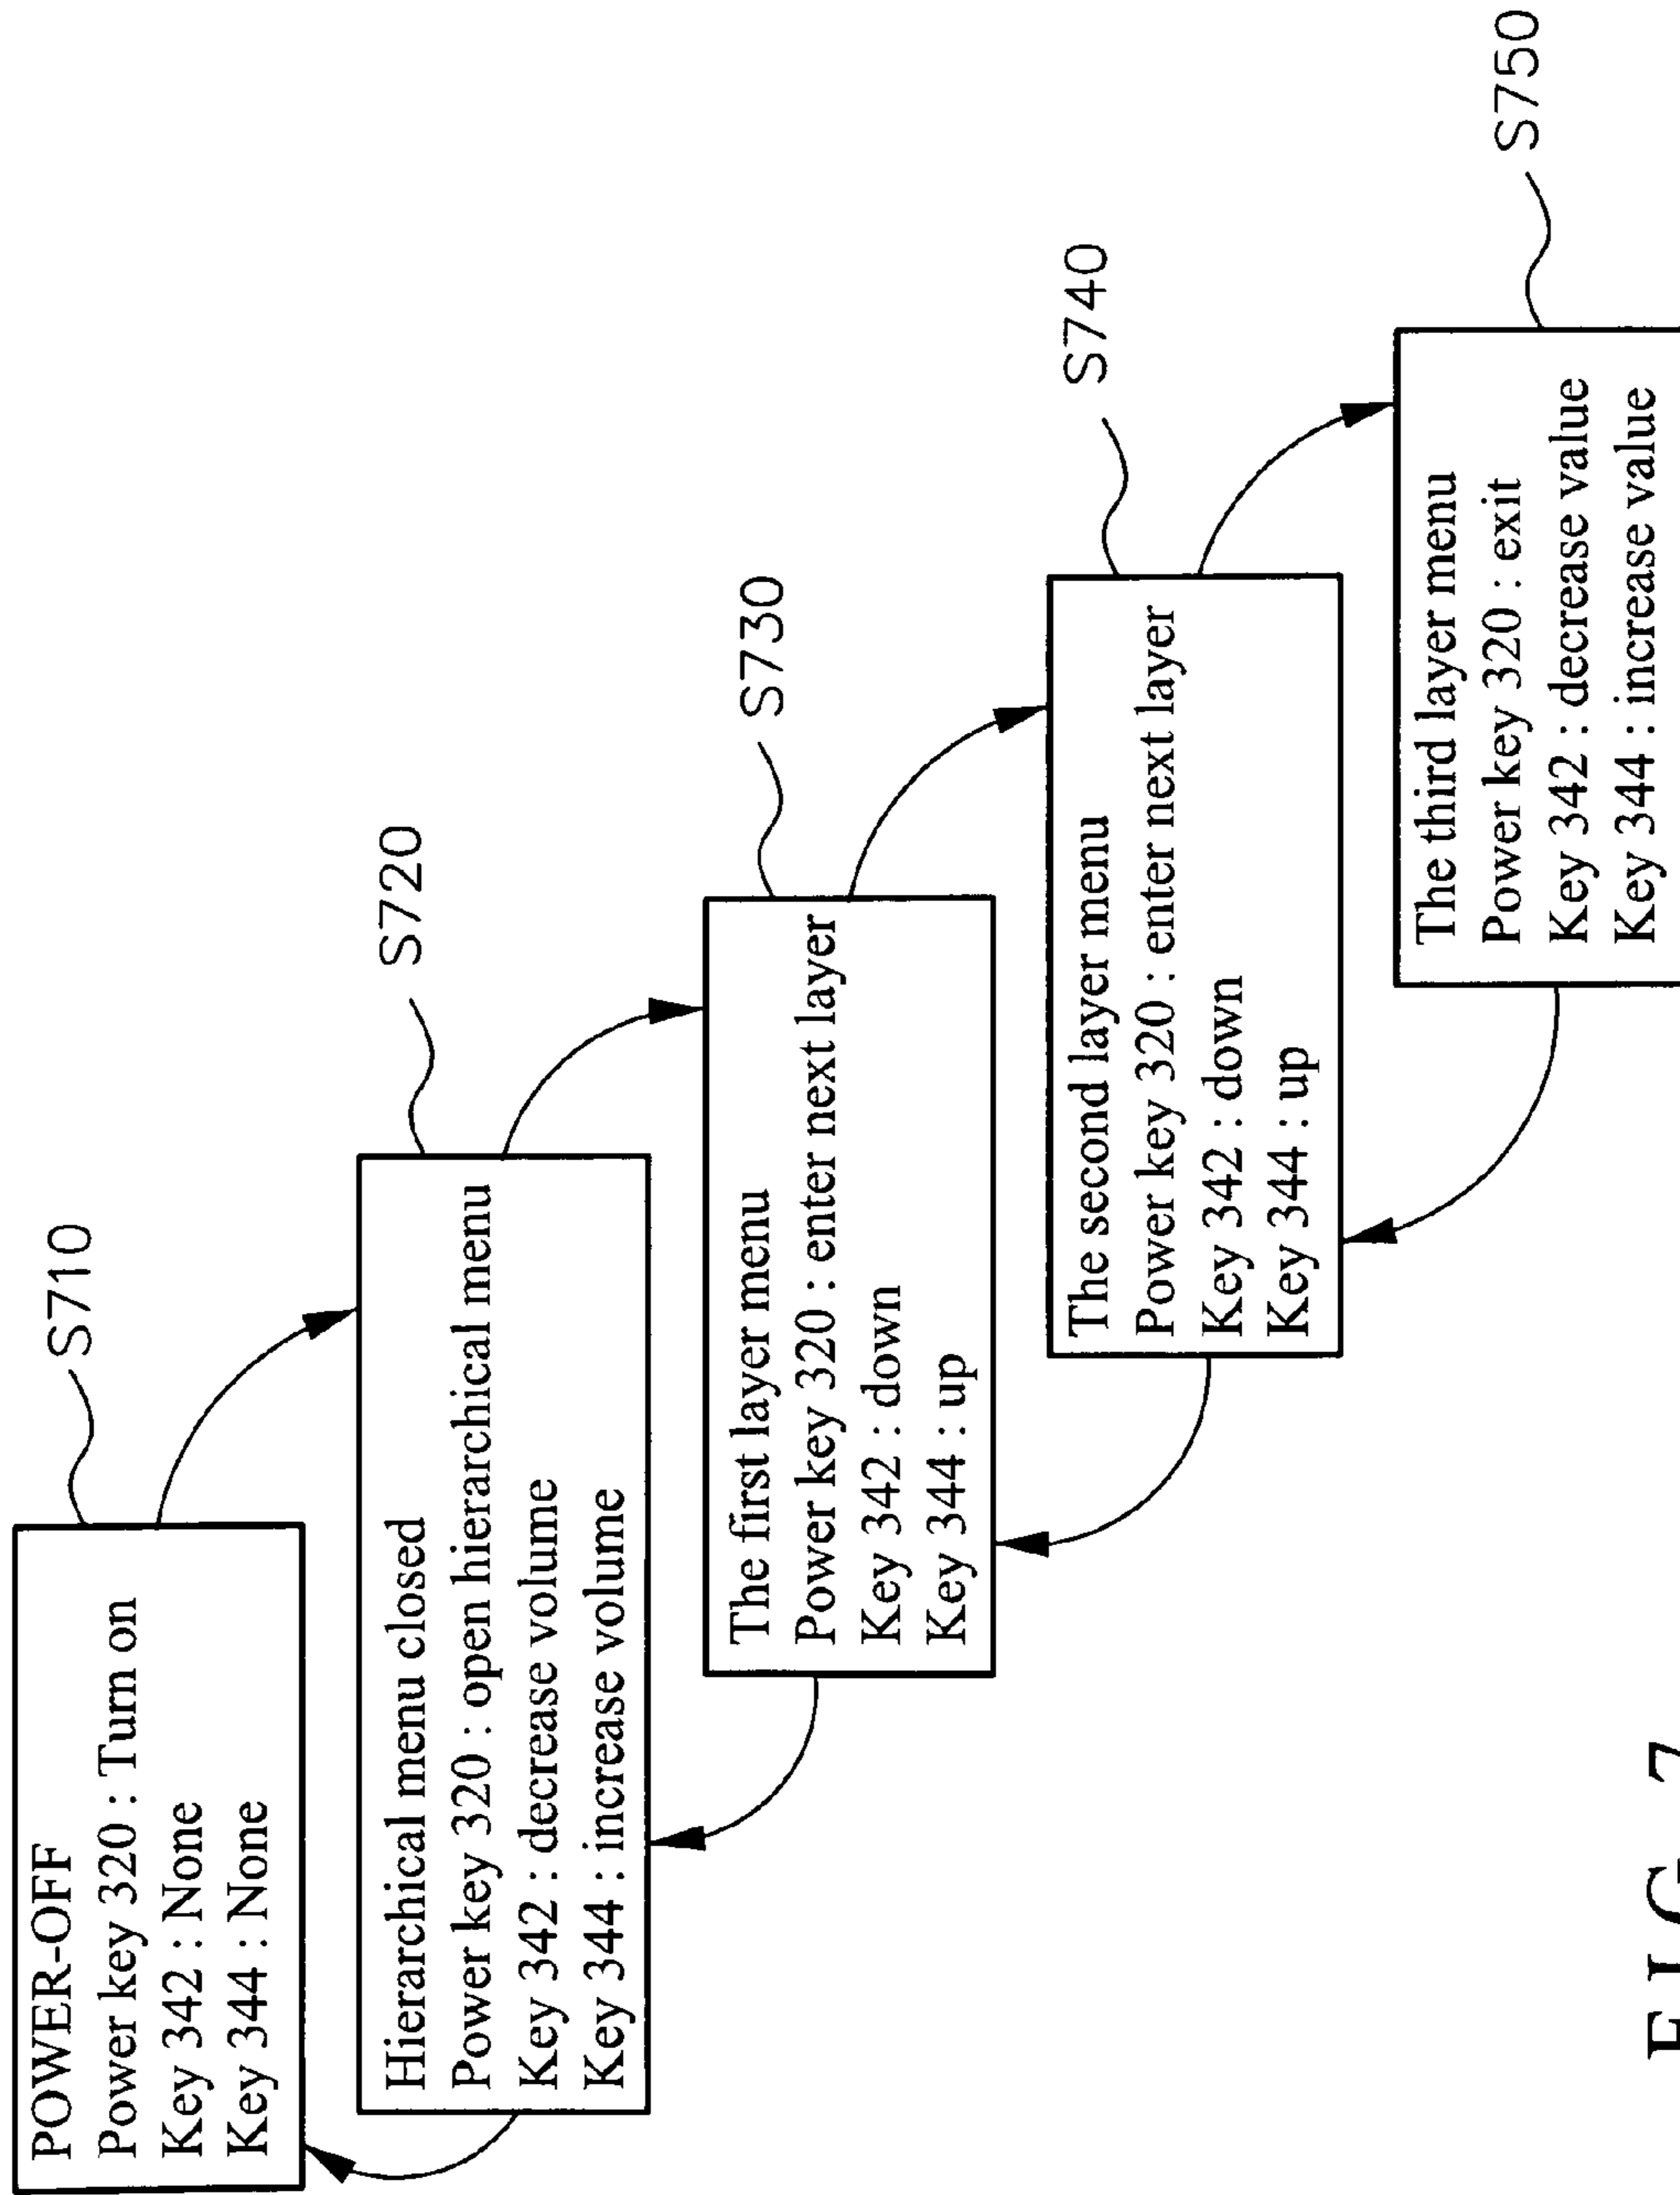 POWER-OFF
Power key 320 : Turn on
Key 342 : None
Key 344 : None
S710
Hierarchical menu closed
Power key 320 : open hierarchical menu
Key 342 : decrease volume
Key 344 : increase volume
S720
The first layer menu
Power key 320 : enter next layer
Key 342 : down
Key 344 : up
S730
The second layer menu
Power key 320 : enter next layer
Key 342 : down
Key 344 : up
S740
The third layer menu
Power key 320 : exit
Key 342 : decrease value
Key 344 : increase value
S750
F I G. 7